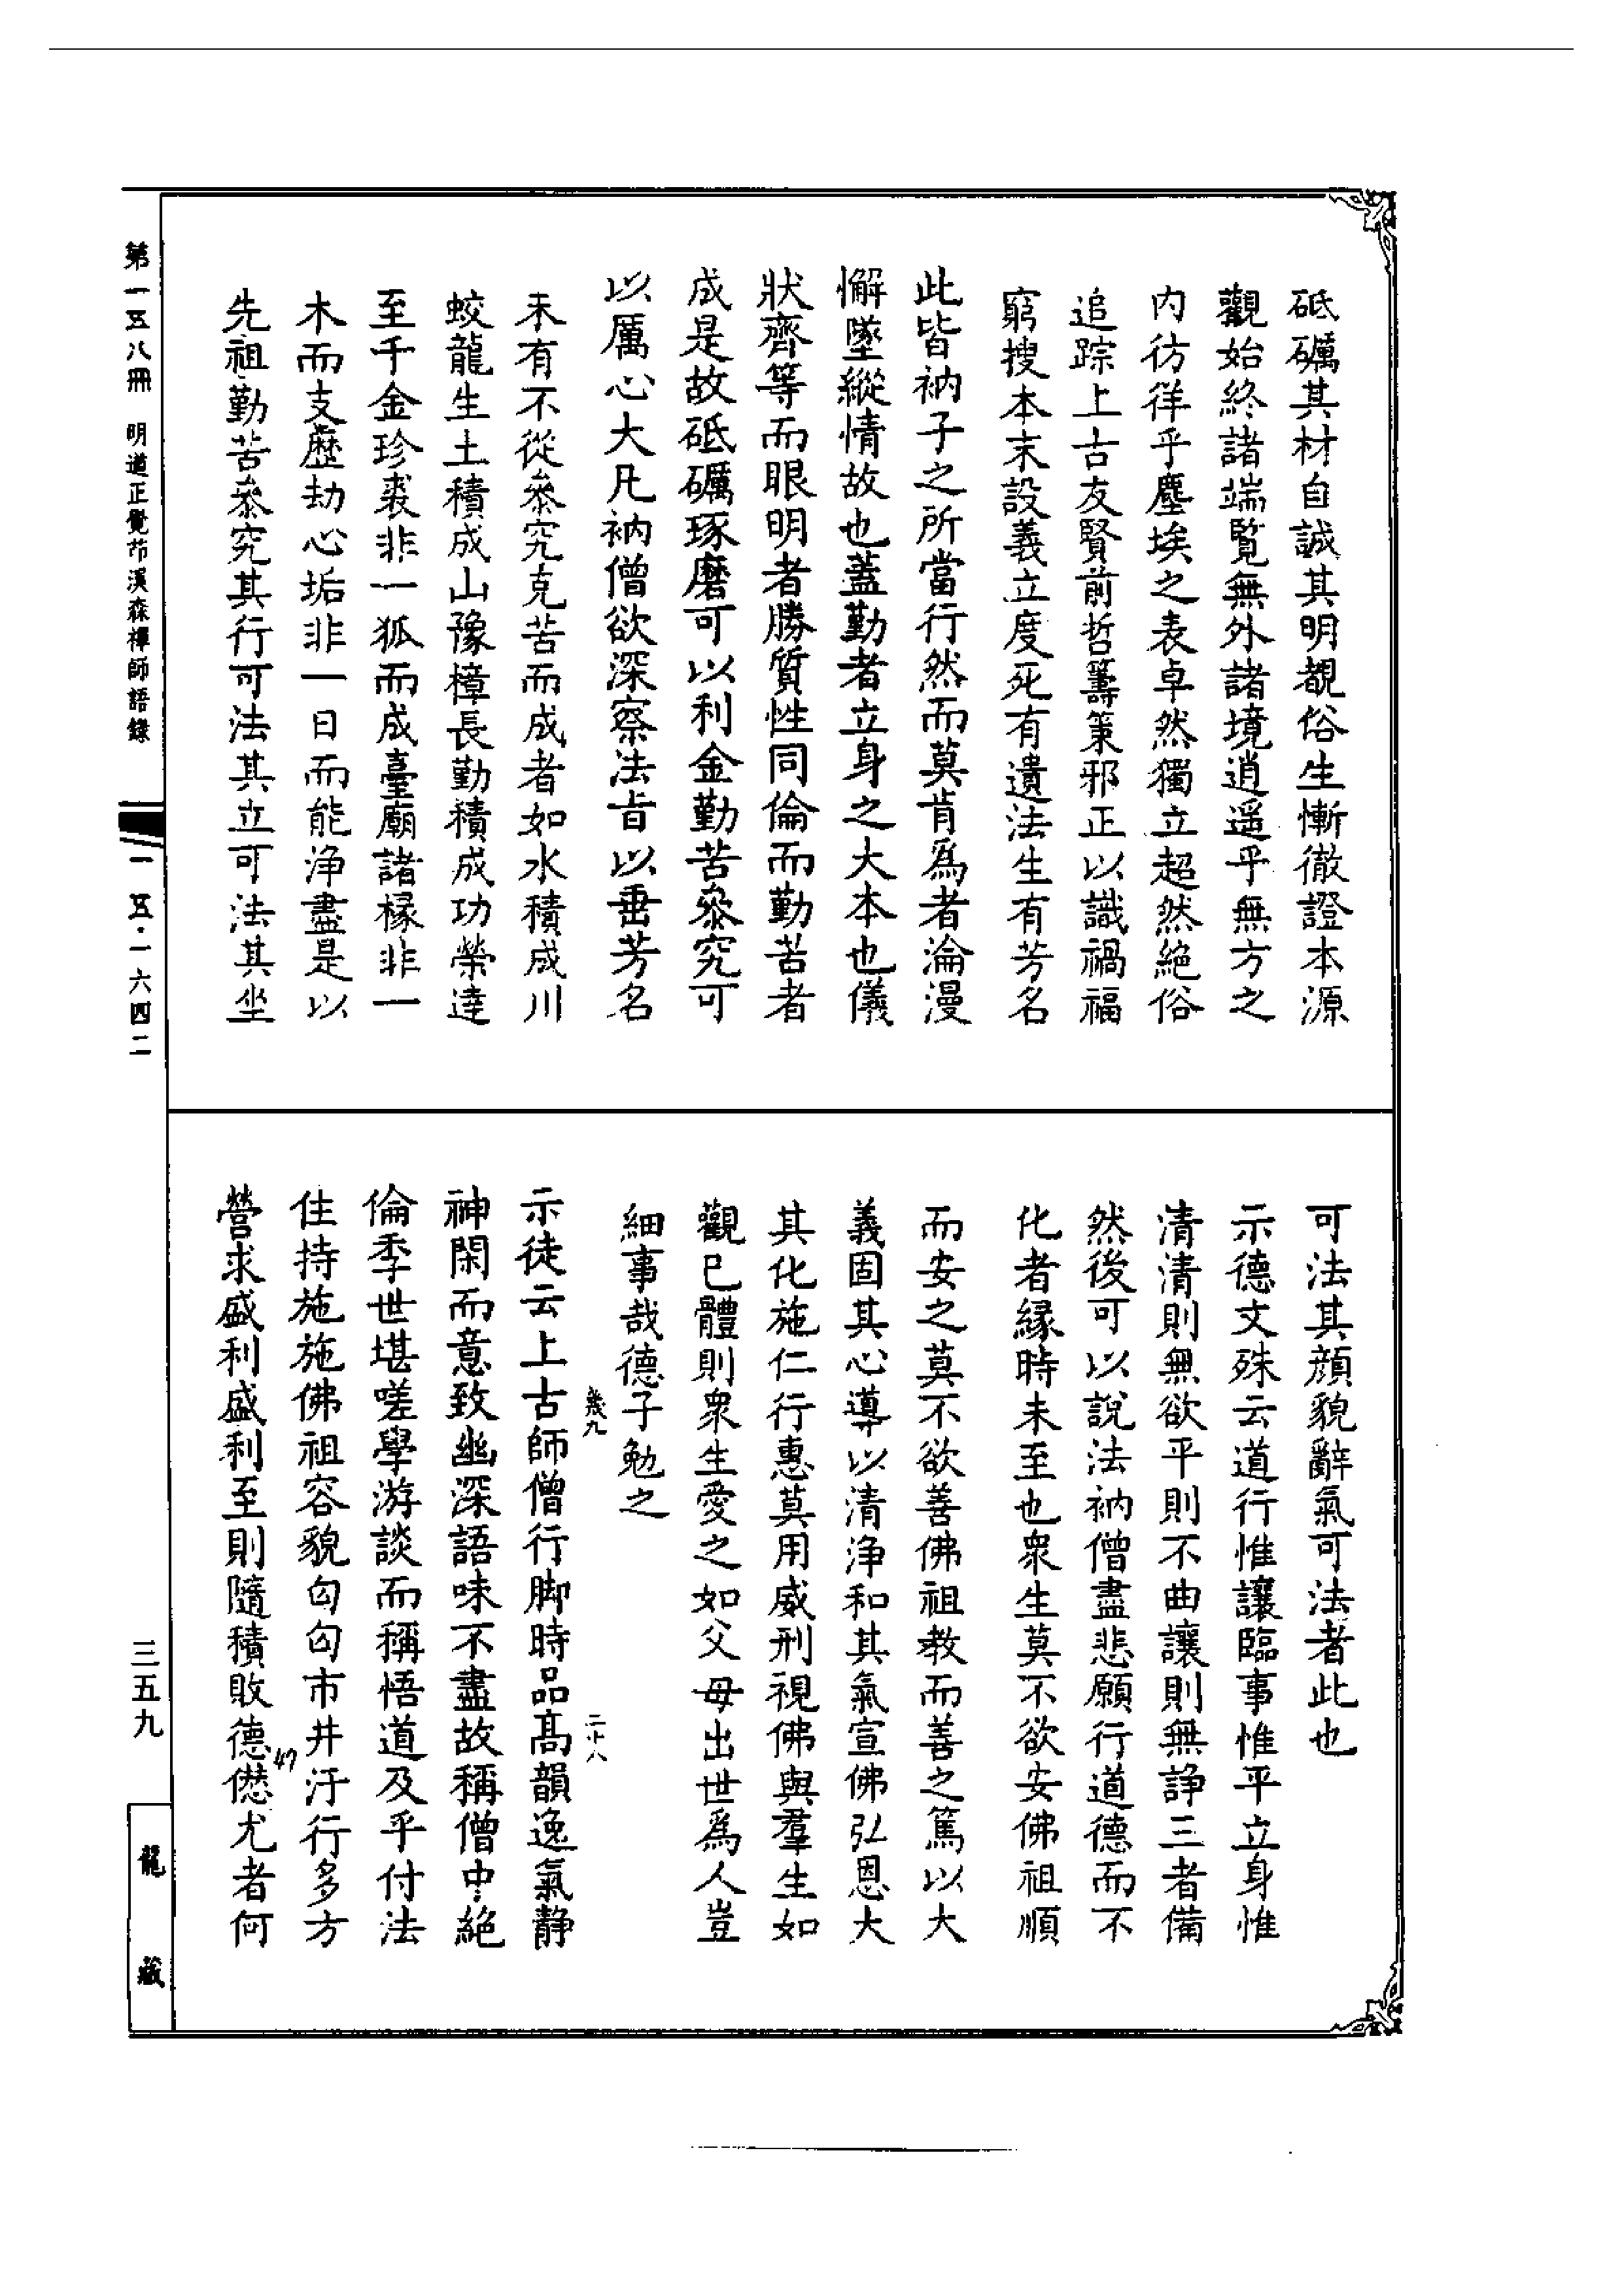 砥礪其材自誠其明覩俗生慚徹證本源
觀始終諸端覽無外諸境逍遥乎無方之
内彷徉乎塵埃之表卓然獨立超然絶俗
追踪上古友賢前哲籌策邪正以識禍福
窮搜本末設義立度死有遺法生有芳名
此皆衲子之所當行然而莫肯爲者淪漫
懈墜縱情故也蓋勤者立身之大本也儀
狀齊等而眼明者勝質性同倫而勤苦者
成是故砥礪琢磨可以利金勤苦叅究可
以厲心大凡衲僧欲深察法㫖以垂芳名
未有不從叅究克苦而成者如水積成川
蛟龍生土積成山豫樟長勤積成功榮達
至千金珍裘非一狐而成臺廟諸椽非一
木而支歷劫心垢非一日而能浄盡是以
先祖勤苦叅究其行可法其立可法其坐
可法其顔貌辭氣可法者此也
示德文殊云道行惟讓臨事惟平立身惟
清清則無欲平則不曲讓則無諍三者備
然後可以說法衲僧盡悲願行道德而不
化者縁時未至也衆生莫不欲安佛祖順
而安之莫不欲善佛祖教而善之篤以大
義固其心導以清浄和其氣宣佛弘恩大
其化施仁行惠莫用威刑視佛與羣生如
觀已體則衆生愛之如父母出世爲人豈
細事哉德子勉之
幾九
二十八
示徒云上古師僧行脚時品高韻逸氣静
神閑而意致幽深語味不盡故稱僧中絶
倫季世堪嗟學游談而稱悟道及乎付法
住持施施佛祖容貌匂匂市井汙行多方
47
營求盛利盛利至則隨積敗德僁尤者何
第一五八冊 明道正覺䒢溪森禪師語錄
一五·一六四二
三五九
龍藏